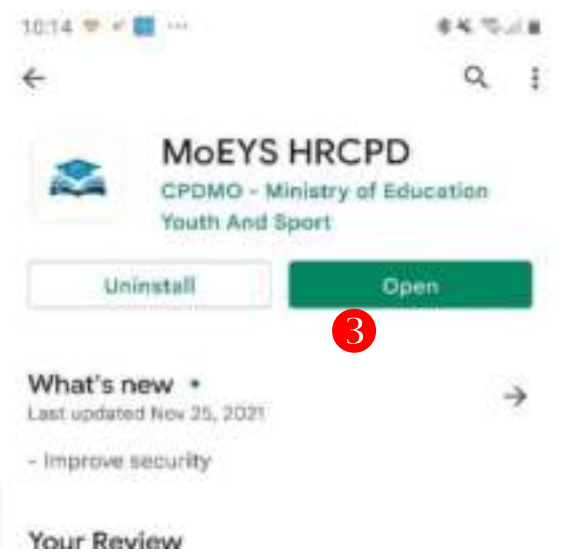 10:14
MoEYS HRCPD
CPDMO - Ministry of Education
Youth And Sport
Uninstall
Open
3
What's new •
Last updated Nov 25, 2021
- Improve security
Your Review